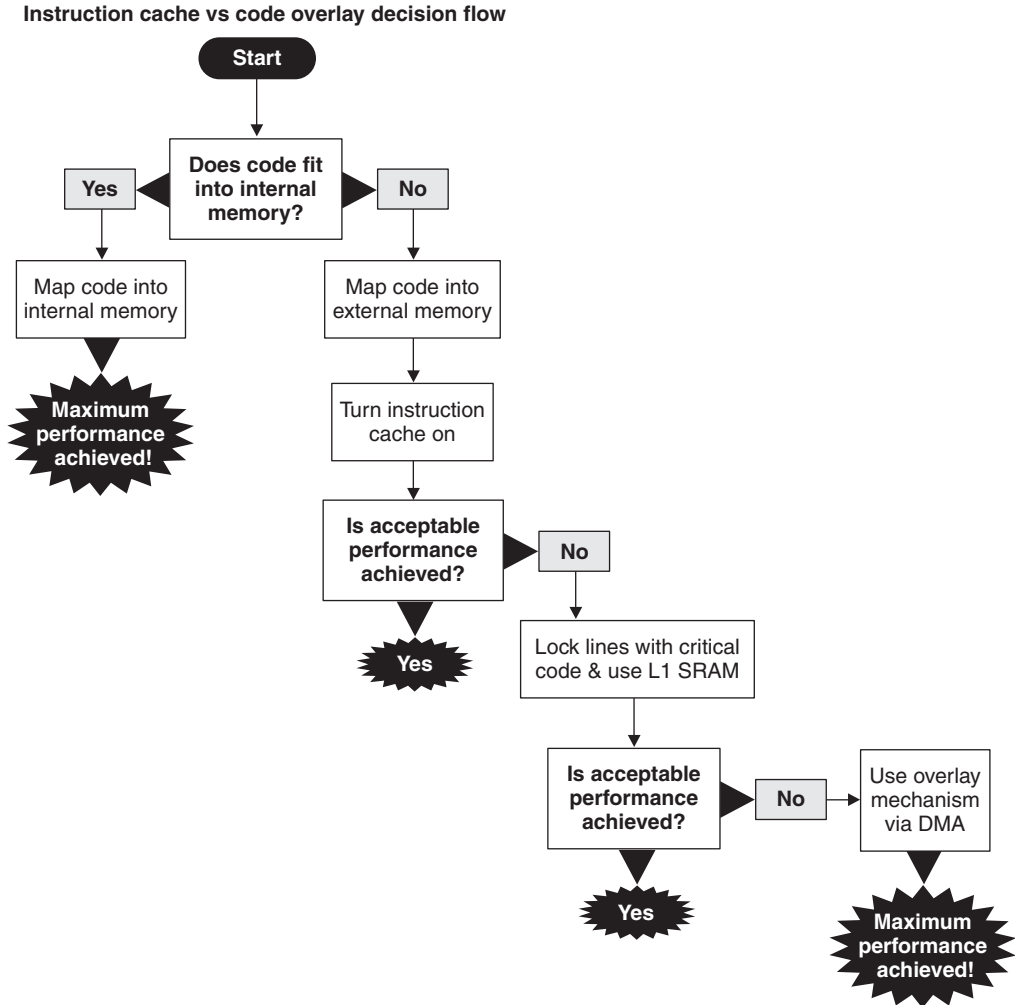 Instruction cache vs code overlay decision flow
Start
Does code fit
into internal
memory?
Yes
No
Map code into
internal memory
Map code into
external memory
Maximum
performance
achieved!
Turn instruction
cache on
Is acceptable
performance
achieved?
No
Yes
Lock lines with critical
code & use L1 SRAM
Is acceptable
performance
achieved?
No
Use overlay
mechanism
via DMA
Yes
Maximum
performance
achieved!